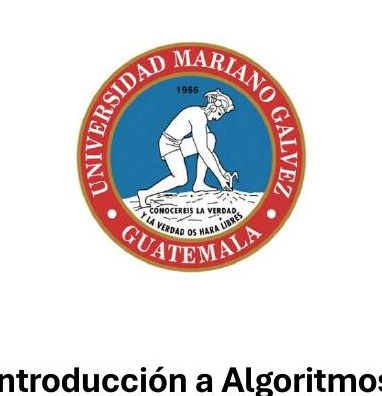 UNIVERSIDAD MARIANO GALVEZ
1966
CONOCEREIS LA VERDAD
Y LA VERDAD OS HARA LIBRES
GUATEMALA
ntroducción a Algoritmos